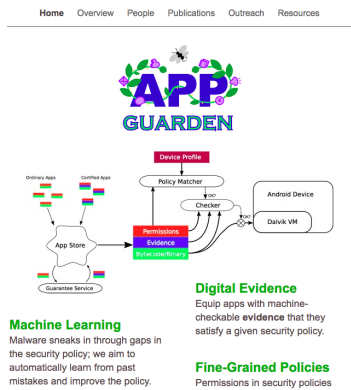 Home Overview People Publications Outreach Resources
APP
GUARDEN
Device Profile
Ordinary Apps Certified Apps
Policy Matcher
OK?
Checker
Android Device
OK?
Dalvik VM
App Store
Permissions
Evidence
Bytecode/Binary
Guarantee Service
Digital Evidence
Equip apps with machine-
checkable evidence that they
satisfy a given security policy.
Machine Learning
Malware sneaks in through gaps in
the security policy; we aim to
automatically learn from past
mistakes and improve the policy.
Fine-Grained Policies
Permissions in security policies